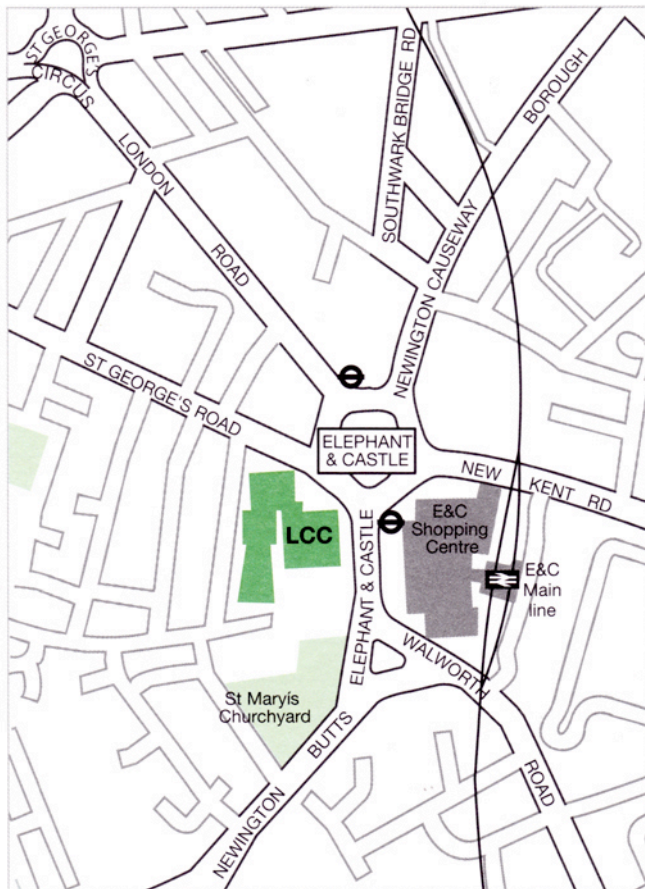 ST GEORGE'S
CIRCUS
SOUTHWARK BRIDGE RD
BOROUGH
LONDON
ROAD
NEWINGTON CAUSEWAY
ST GEORGE'S ROAD
ELEPHANT
& CASTLE
NEW KENT RD
LCC
ELEPHANT & CASTLE
E&C
Shopping
Centre
E&C
Main
line
WALWORTH
ROAD
St Maryís
Churchyard
NEWINGTON BUTTS